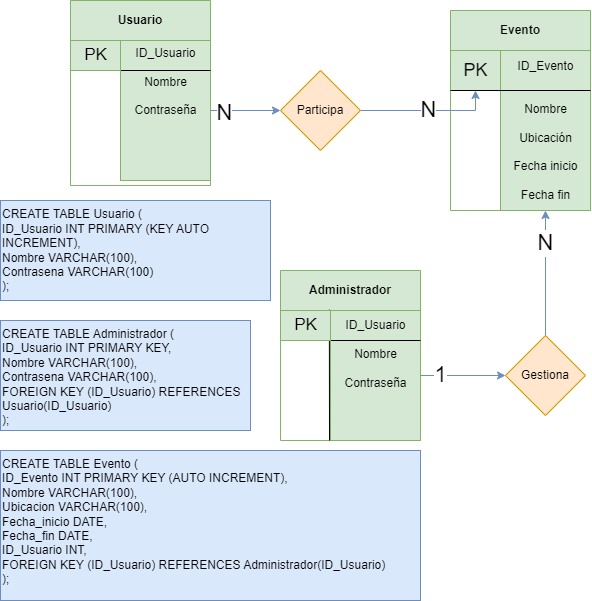 Usuario
PK
ID_Usuario
Nombre
Contraseña
N
Participa
N
Evento
PK
ID_Evento
Nombre
Ubicación
Fecha inicio
Fecha fin
CREATE TABLE Usuario (
ID_Usuario INT PRIMARY (KEY AUTO
INCREMENT),
Nombre VARCHAR(100),
Contrasena VARCHAR(100)
);
N
Administrador
PK
ID_Usuario
Nombre
Contraseña
1
Gestiona
CREATE TABLE Administrador (
ID_Usuario INT PRIMARY KEY,
Nombre VARCHAR(100),
Contrasena VARCHAR(100),
FOREIGN KEY (ID_Usuario) REFERENCES
Usuario(ID_Usuario)
);
CREATE TABLE Evento (
ID_Evento INT PRIMARY KEY (AUTO INCREMENT),
Nombre VARCHAR(100),
Ubicacion VARCHAR(100),
Fecha_inicio DATE,
Fecha_fin DATE,
ID_Usuario INT,
FOREIGN KEY (ID_Usuario) REFERENCES Administrador(ID_Usuario)
);